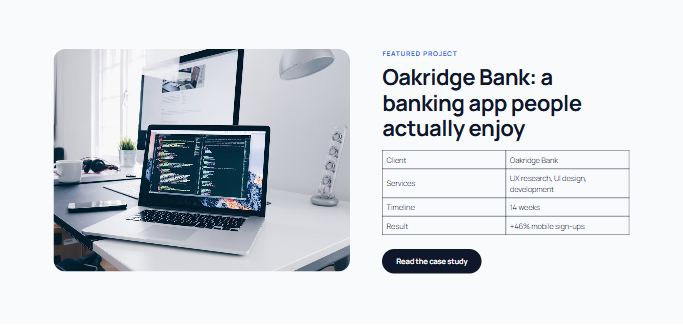 FEATURED PROJECT
Oakridge Bank: a
banking app people
actually enjoy
Client Oakridge Bank
Services UX research, UI design,
development
Timeline 14 weeks
Result +46% mobile sign-ups
Read the case study